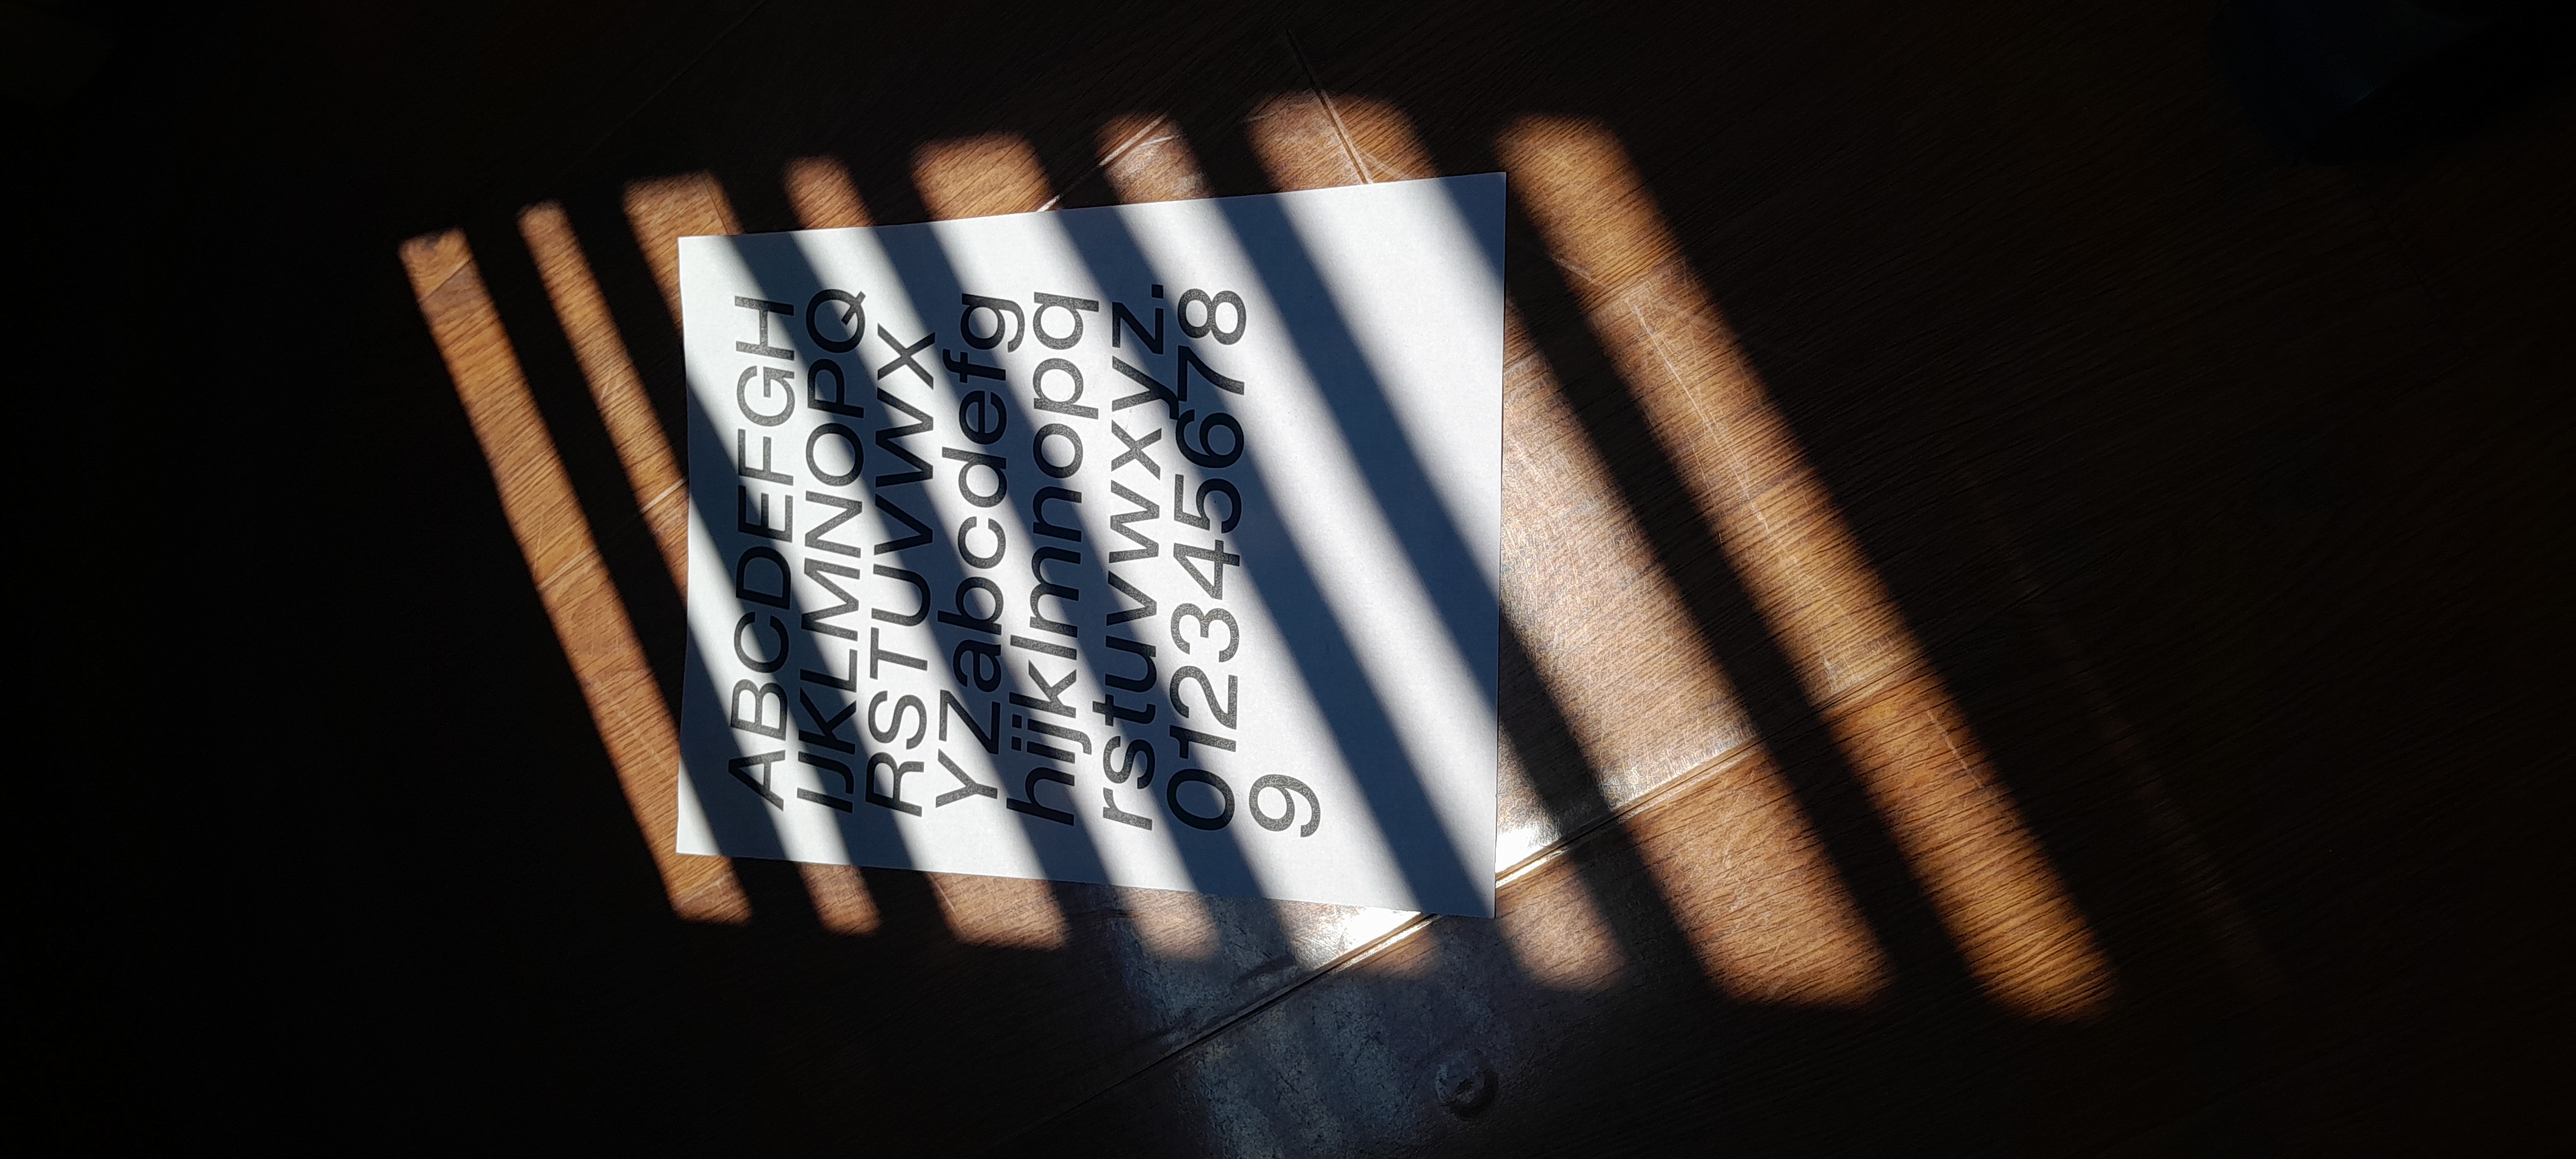 ABCDEFGH
IJKLMNOPQ
RSTUVWX
YZabcdefg
hijklmnopq
rstuvwxyz.
012345678
9